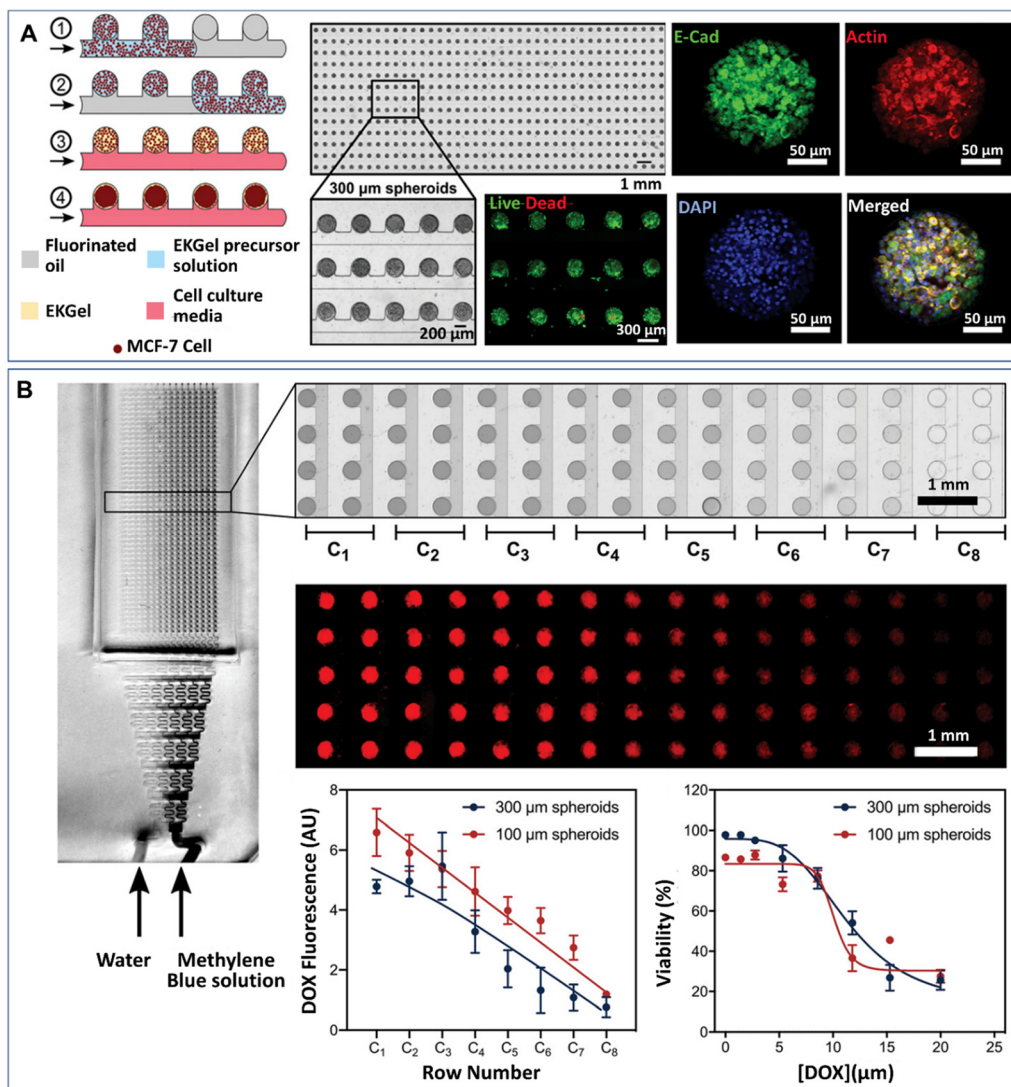 A
1
2
3
4
Fluorinated
oil
EKGel precursor
solution
EKGel
Cell culture
media
MCF-7 Cell
1 mm
300 µm spheroids
200 µm
Live Dead
300 µm
E-Cad
50 µm
Actin
50 µm
DAPI
50 µm
Merged
50 µm
B
Water
Methylene
Blue solution
1 mm
C1 C2 C3 C4 C5 C6 C7 C8
1 mm
DOX Fluorescence (AU)
8
6
4
2
0
300 µm spheroids
100 µm spheroids
C1 C2 C3 C4 C5 C6 C7 C8
Row Number
Viability (%)
120
100
80
60
40
20
0
300 µm spheroids
100 µm spheroids
0 5 10 15 20 25
[DOX](µm)